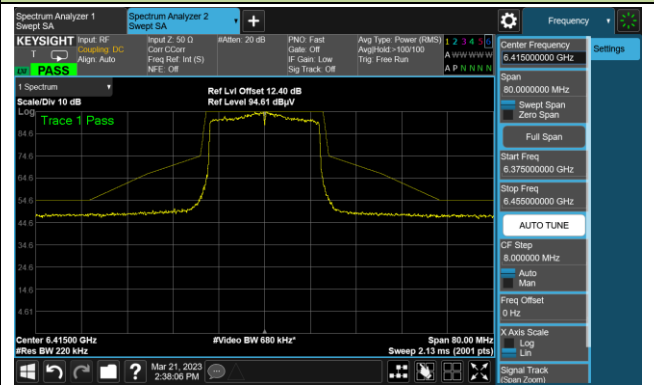 Spectrum Analyzer 1
Swept SA
Spectrum Analyzer 2
Swept SA
Frequency
KEYSIGHT
T
PASS
Input: RF
Coupling: DC
Align: Auto
Input Z: 50 Ω
Corr CCorr
Freq Ref: Int (S)
NFE: Off
#Atten: 20 dB
PNO: Fast
Gate: Off
IF Gain: Low
Sig Track: Off
Avg Type: Power (RMS)
Avg|Hold:>100/100
Trig: Free Run
1 2 3 4 5 6
A W W W W W
A P N N N N
1 Spectrum
Scale/Div 10 dB
Ref Lvl Offset 12.40 dB
Ref Level 94.61 dBµV
Log
Trace 1 Pass
84.6
74.6
64.6
54.6
44.6
34.6
24.6
14.6
4.61
Center 6.41500 GHz
#Res BW 220 kHz
#Video BW 680 kHz*
Span 80.00 MHz
Sweep 2.13 ms (2001 pts)
Mar 21, 2023
2:38:06 PM
Center Frequency
6.415000000 GHz
Settings
Span
80.0000000 MHz
Swept Span
Zero Span
Full Span
Start Freq
6.375000000 GHz
Stop Freq
6.455000000 GHz
AUTO TUNE
CF Step
8.000000 MHz
Auto
Man
Freq Offset
0 Hz
X Axis Scale
Log
Lin
Signal Track
(Span Zoom)